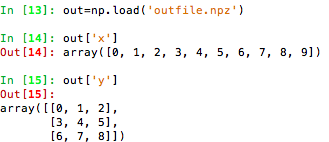 In [13]: out=np.load('outfile.npz')
In [14]: out['x']
Out[14]: array([0, 1, 2, 3, 4, 5, 6, 7, 8, 9])
In [15]: out['y']
Out[15]:
array([[0, 1, 2],
       [3, 4, 5],
       [6, 7, 8]])